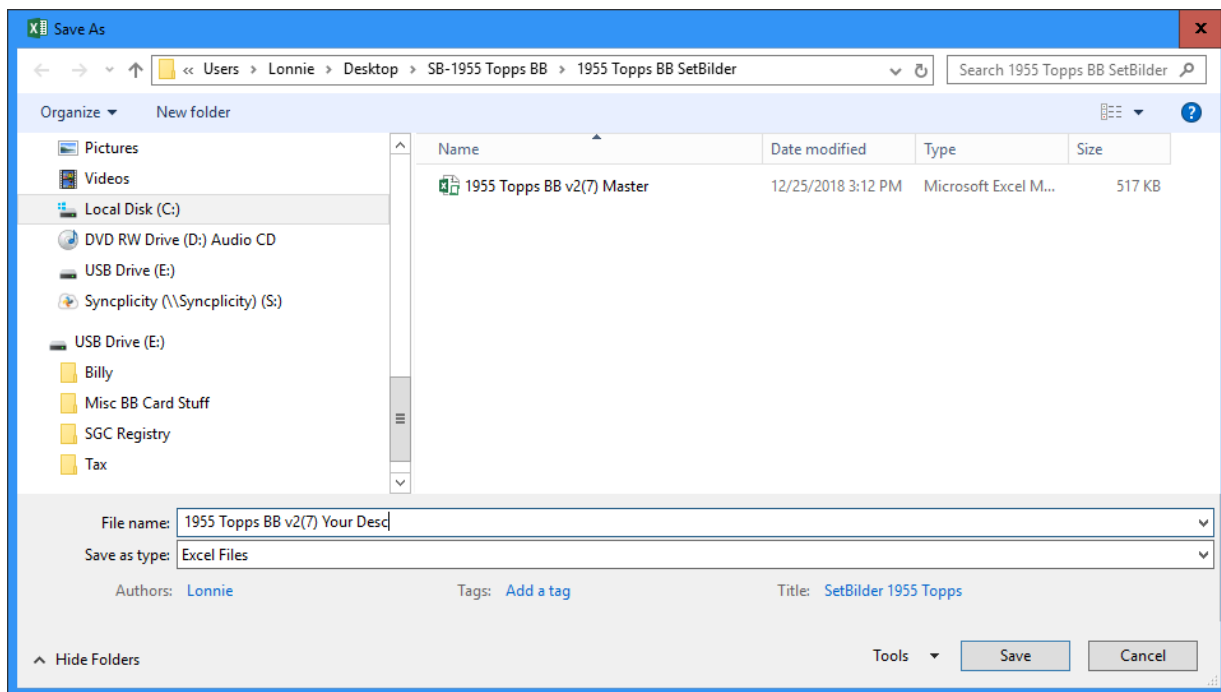 Save As
« Users > Lonnie > Desktop > SB-1955 Topps BB > 1955 Topps BB SetBilder
Search 1955 Topps BB SetBilder
Organize
New folder
Name
Date modified
Type
Size
Pictures
Videos
Local Disk (C:)
DVD RW Drive (D:) Audio CD
USB Drive (E:)
Syncplicity (\\Syncplicity) (S:)
USB Drive (E:)
Billy
Misc BB Card Stuff
SGC Registry
Tax
1955 Topps BB v2(7) Master 12/25/2018 3:12 PM Microsoft Excel M... 517 KB
File name: 1955 Topps BB v2(7) Your Desc
Save as type: Excel Files
Authors: Lonnie Tags: Add a tag Title: SetBilder 1955 Topps
Hide Folders
Tools
Save
Cancel